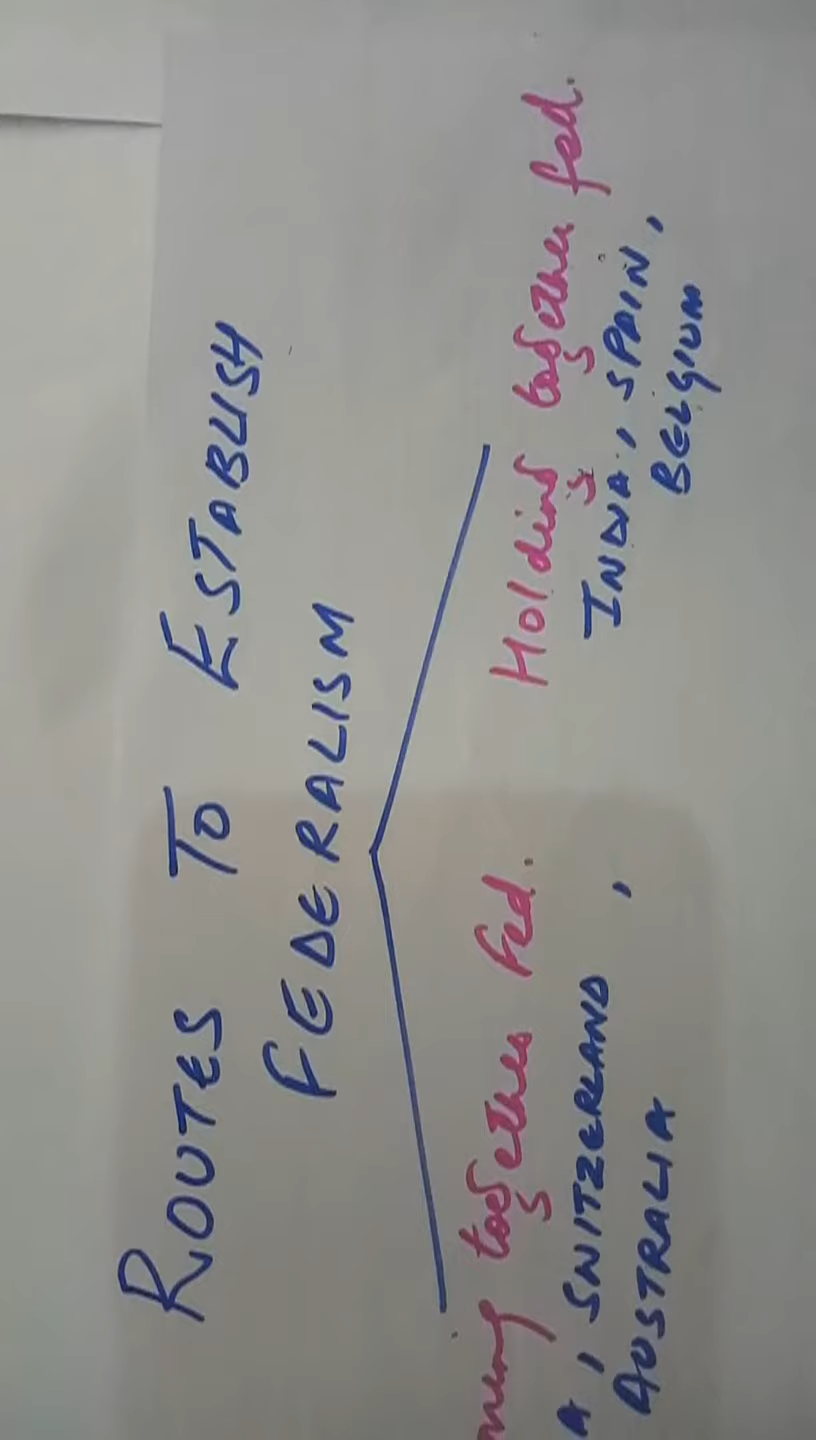 ROUTES TO ESTABLISH
FEDERALISM
together Fed.
A, SWITZERLAND,
AUSTRALIA
Holding together fed.
INDIA, SPAIN,
BELGIUM